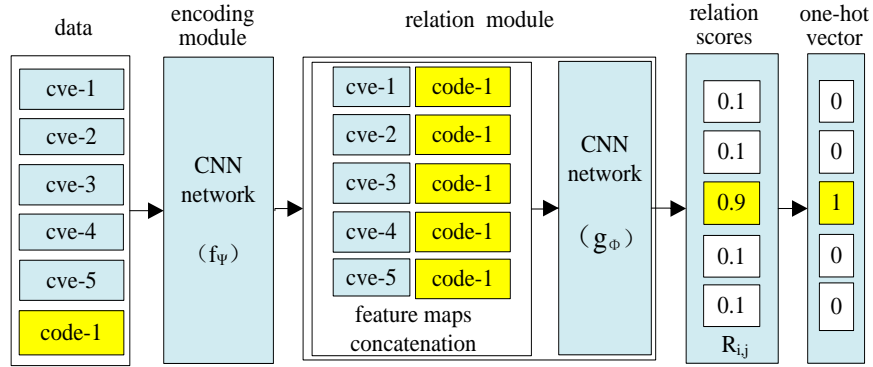 data
encoding
module
relation module
relation
scores
one-hot
vector
cve-1
cve-2
cve-3
cve-4
cve-5
code-1
CNN
network
(fΨ)
cve-1 code-1
cve-2 code-1
cve-3 code-1
cve-4 code-1
cve-5 code-1
feature maps
concatenation
CNN
network
(gΦ)
0.1
0.1
0.9
0.1
0.1
Ri,j
0
0
1
0
0